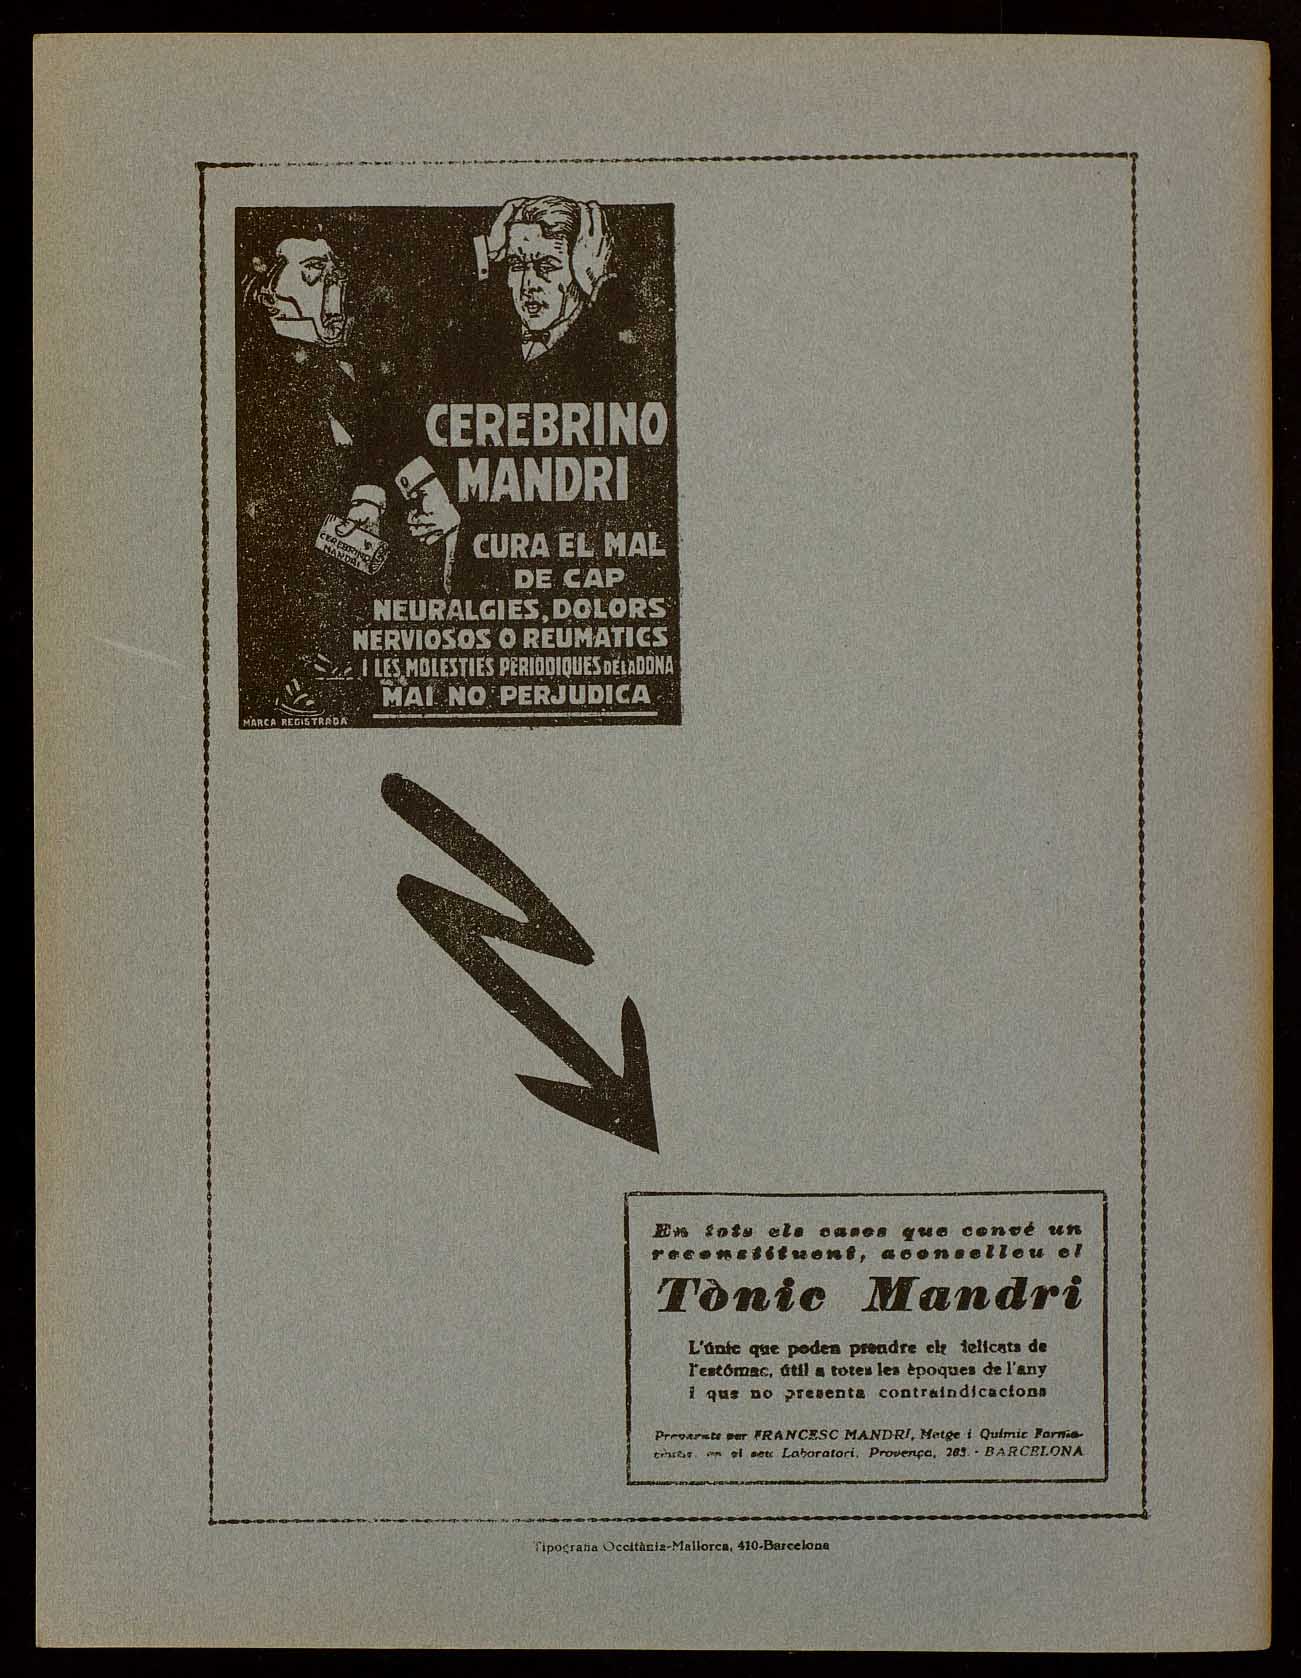 CEREBRINO
MANDRI
CEREBRINO
MANDRI
CURA EL MAL
DE CAP
NEURALGIES, DOLORS
NERVIOSOS O REUMATICS
I LES MOLESTIES PERIODIQUES DE LA DONA
MAI NO PERJUDICA
MARCA REGISTRADA
En tots els casos que convé un
reconstituent, aconselleu el
Tònic Mandri
L'únic que poden prendre els delicats de
l'estómac, útil a totes les èpoques de l'any
i que no presenta contraindicacions
Preparats per FRANCESC MANDRI, Metge i Químic Farma-
cèutic, en el seu Laboratori, Provença, 203. - BARCELONA
Tipografia Occitània-Mallorca, 410-Barcelona